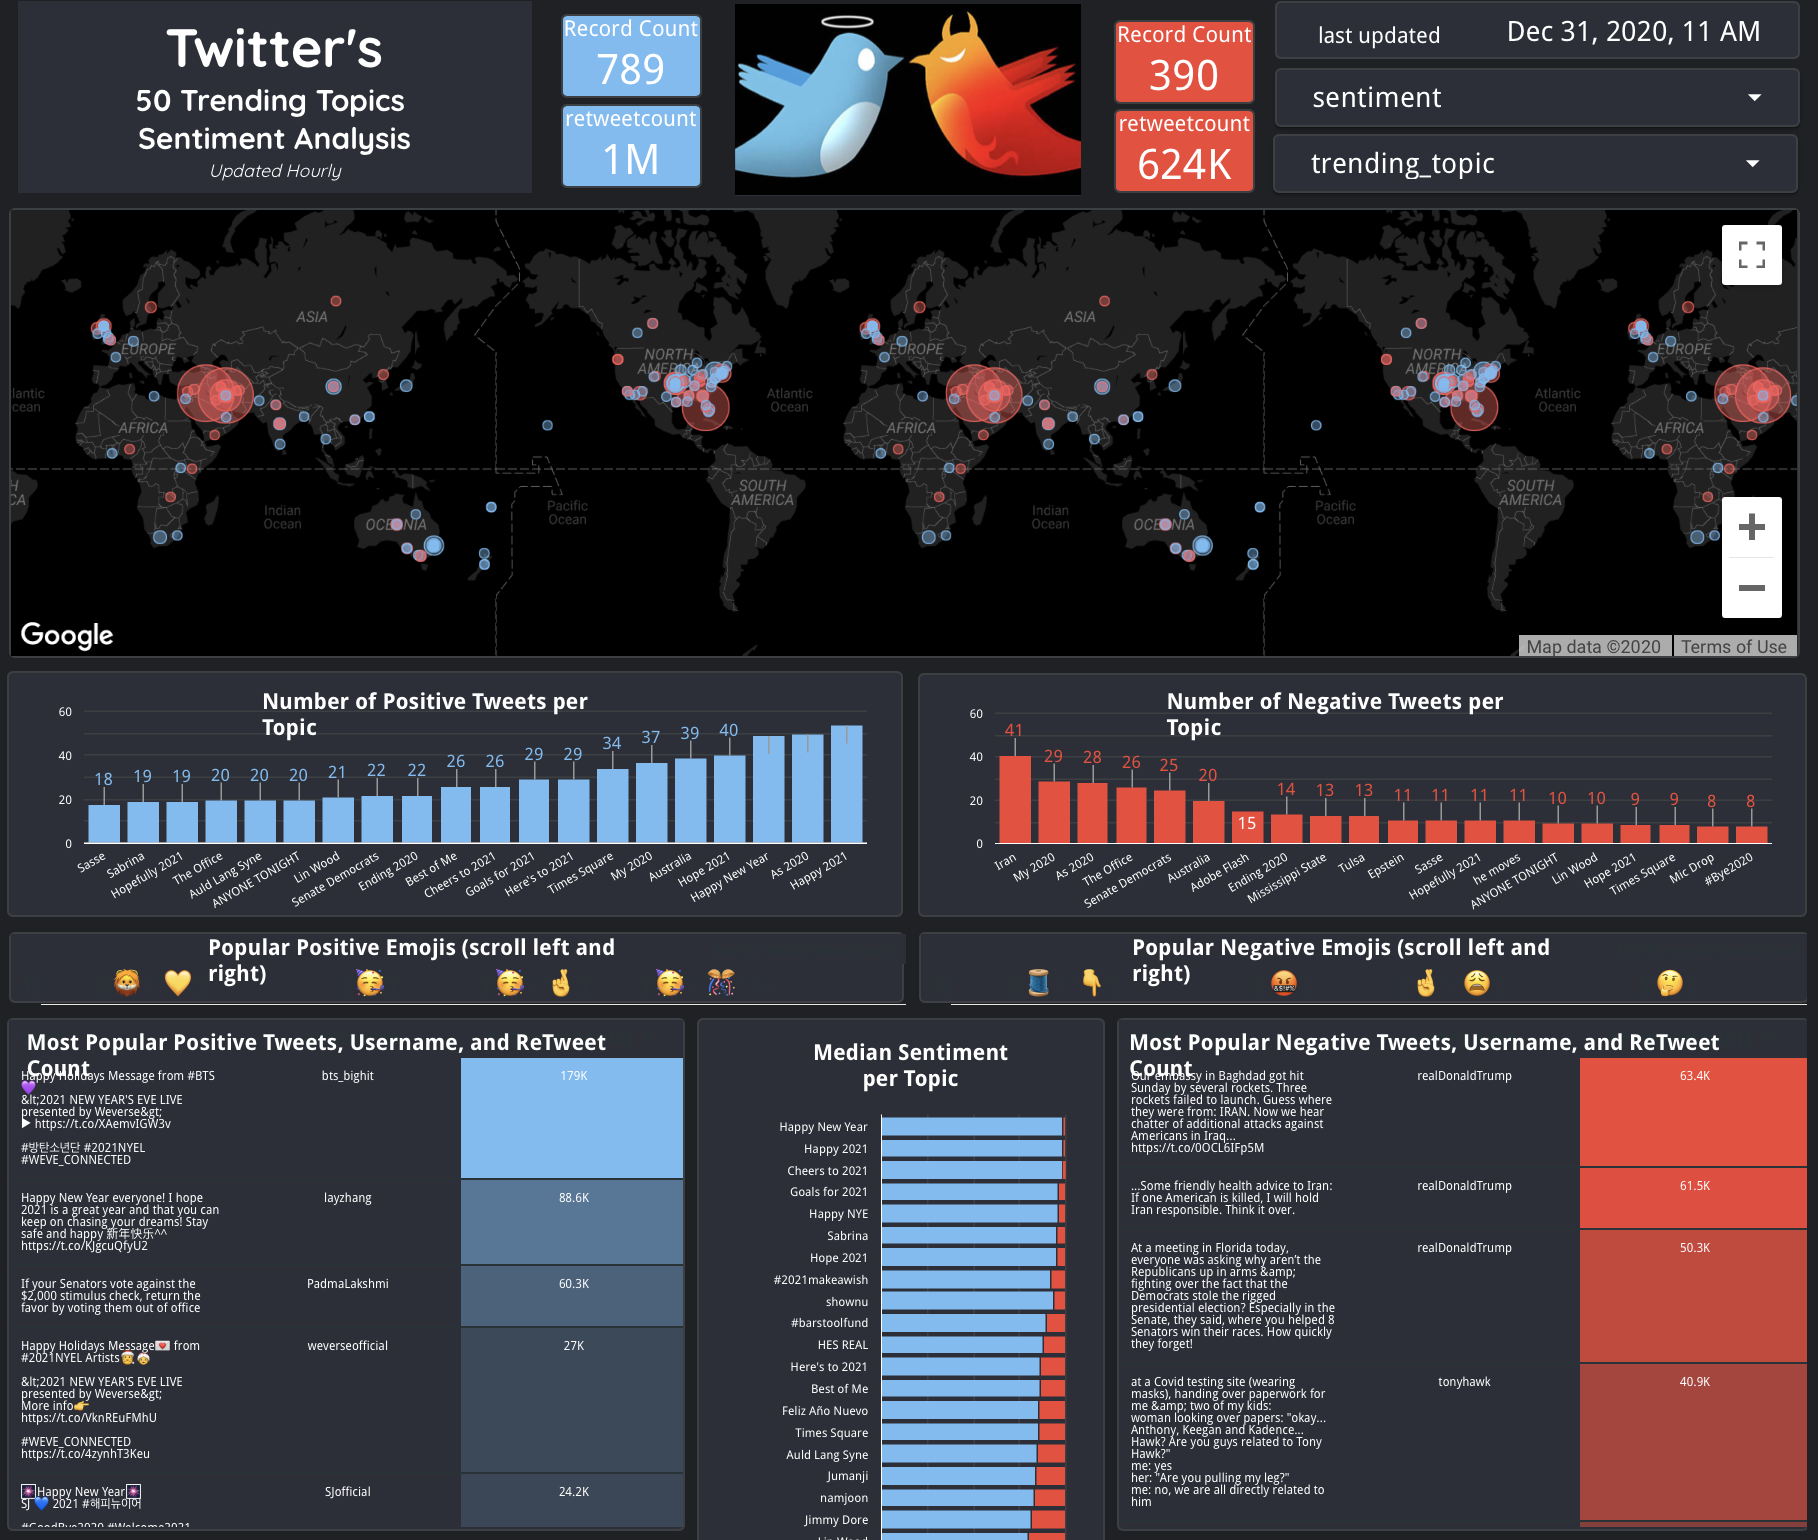 Twitter's
50 Trending Topics
Sentiment Analysis
Updated Hourly
Record Count
789
retweetcount
1M
Record Count
390
retweetcount
624K
last updated Dec 31, 2020, 11 AM
sentiment
trending_topic
ASIA
EUROPE
AFRICA
NORTH
AMERICA
SOUTH
AMERICA
OCEANIA
Indian
Ocean
Pacific
Ocean
Atlantic
Ocean
ASIA
EUROPE
AFRICA
NORTH
SOUTH
AMERICA
OCEANIA
Indian
Ocean
Pacific
Ocean
Atlantic
Ocean
EUROPE
AFRICA
Google
Map data ©2020
Terms of Use
Number of Positive Tweets per
Topic
60
40
20
0
18 19 19 20 20 20 21 22 22 26 26 29 29 34 37 39 40
Sasse
Sabrina
Hopefully 2021
The Office
Auld Lang Syne
ANYONE TONIGHT
Lin Wood
Senate Democrats
Ending 2020
Best of Me
Cheers to 2021
Goals for 2021
Here's to 2021
Times Square
My 2020
Australia
Hope 2021
Happy New Year
As 2020
Happy 2021
Number of Negative Tweets per
Topic
60
40
20
0
41 29 28 26 25 20 15 14 13 13 11 11 11 11 10 10 9 9 8 8
Iran
My 2020
As 2020
The Office
Senate Democrats
Australia
Adobe Flash
Ending 2020
Mississippi State
Tulsa
Epstein
Sasse
Hopefully 2021
he moves
ANYONE TONIGHT
Lin Wood
Hope 2021
Times Square
Mic Drop
#Bye2020
Popular Positive Emojis (scroll left and
right)
Popular Negative Emojis (scroll left and
right)
Most Popular Positive Tweets, Username, and ReTweet
Count
Happy Holidays Message from #BTS
💜
&lt;2021 NEW YEAR'S EVE LIVE
presented by Weverse&gt;
▶ https://t.co/XAemvIGW3v
#방탄소년단 #2021NYEL
#WEVE_CONNECTED
bts_bighit
179K
Happy New Year everyone! I hope
2021 is a great year and that you can
keep on chasing your dreams! Stay
safe and happy 新年快乐^^
https://t.co/KJgcuQfyU2
layzhang
88.6K
If your Senators vote against the
$2,000 stimulus check, return the
favor by voting them out of office
PadmaLakshmi
60.3K
Happy Holidays Message💌 from
#2021NYEL Artists
&lt;2021 NEW YEAR'S EVE LIVE
presented by Weverse&gt;
More info👉
https://t.co/VknREuFMhU
#WEVE_CONNECTED
https://t.co/4zynhT3Keu
weverseofficial
27K
🎆Happy New Year🎆
SJ 💙 2021 #해피뉴이어
#GoodBye2020 #Welcome2021
SJofficial
24.2K
Median Sentiment
per Topic
Happy New Year
Happy 2021
Cheers to 2021
Goals for 2021
Happy NYE
Sabrina
Hope 2021
#2021makeawish
shownu
#barstoolfund
HES REAL
Here's to 2021
Best of Me
Feliz Año Nuevo
Times Square
Auld Lang Syne
Jumanji
namjoon
Jimmy Dore
Lin Wood
Most Popular Negative Tweets, Username, and ReTweet
Count
Our embassy in Baghdad got hit
Sunday by several rockets. Three
rockets failed to launch. Guess where
they were from: IRAN. Now we hear
chatter of additional attacks against
Americans in Iraq…
https://t.co/0OCL6IFp5M
realDonaldTrump
63.4K
...Some friendly health advice to Iran:
If one American is killed, I will hold
Iran responsible. Think it over.
realDonaldTrump
61.5K
At a meeting in Florida today,
everyone was asking why aren't the
Republicans up in arms &amp;
fighting over the fact that the
Democrats stole the rigged
presidential election? Especially in the
Senate, they said, where you helped 8
Senators win their races. How quickly
they forget!
realDonaldTrump
50.3K
at a Covid testing site (wearing
masks), handing over paperwork for
me &amp; two of my kids:
woman looking over papers: "okay…
Anthony, Keegan and Kadence…
Hawk? Are you guys related to Tony
Hawk?"
me: yes
her: "Are you pulling my leg?"
me: no, we are all directly related to
him
tonyhawk
40.9K